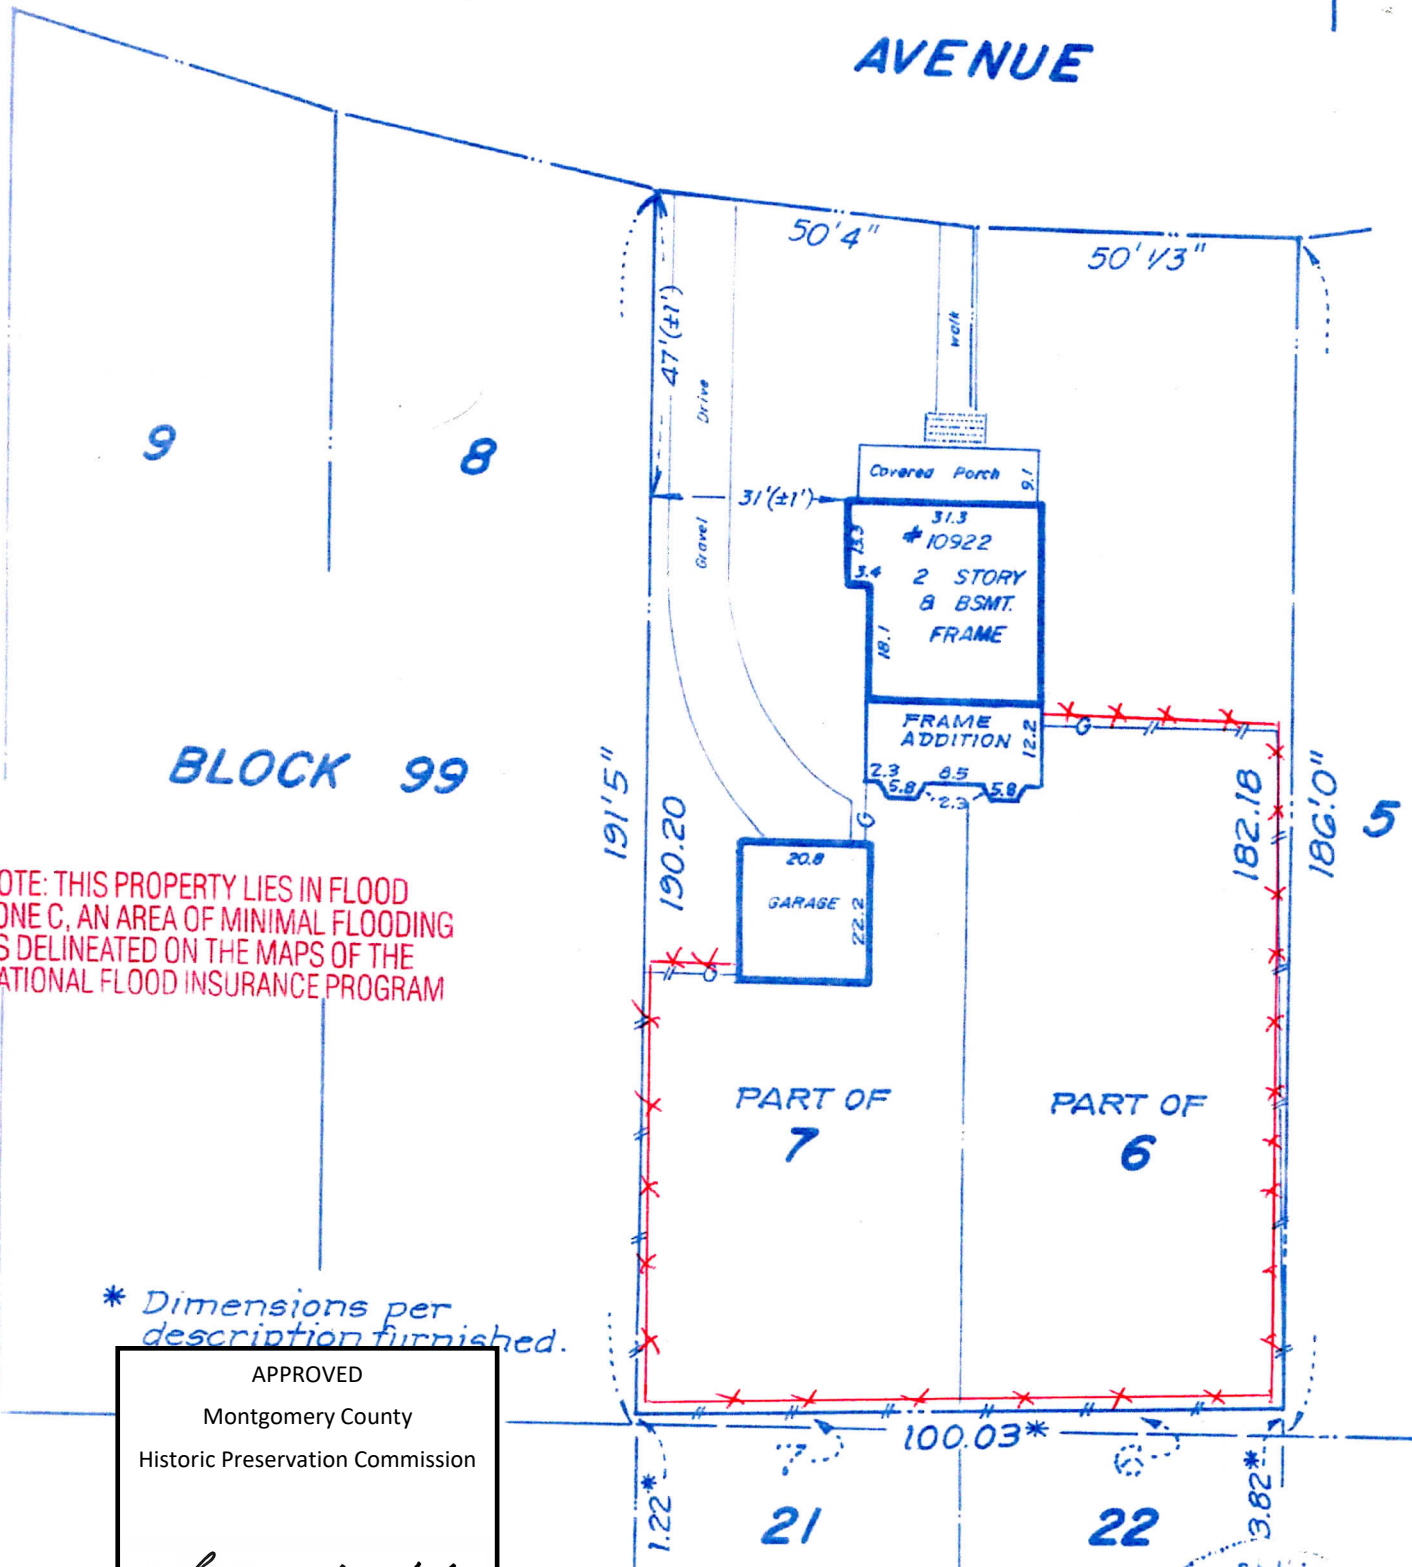 AVENUE
50'4"
50' 1/3"
47'(±1')
Drive
walk
9
8
Covered Porch
9.1
31'(±1')
Gravel
31.3
# 10922
13.3
3.4
2 STORY
& BSMT.
FRAME
18.1
FRAME
ADDITION
12.2
G
BLOCK 99
2.3
8.5
5.8
2.3
5.8
191'5"
190.20
182.18
186'0"
5
G
20.8
GARAGE
22.2
OTE: THIS PROPERTY LIES IN FLOOD
ONE C, AN AREA OF MINIMAL FLOODING
S DELINEATED ON THE MAPS OF THE
ATIONAL FLOOD INSURANCE PROGRAM
G
PART OF
7
PART OF
6
* Dimensions per
description furnished.
APPROVED
Montgomery County
Historic Preservation Commission
100.03*
7
6
1.22*
21
22
3.82*